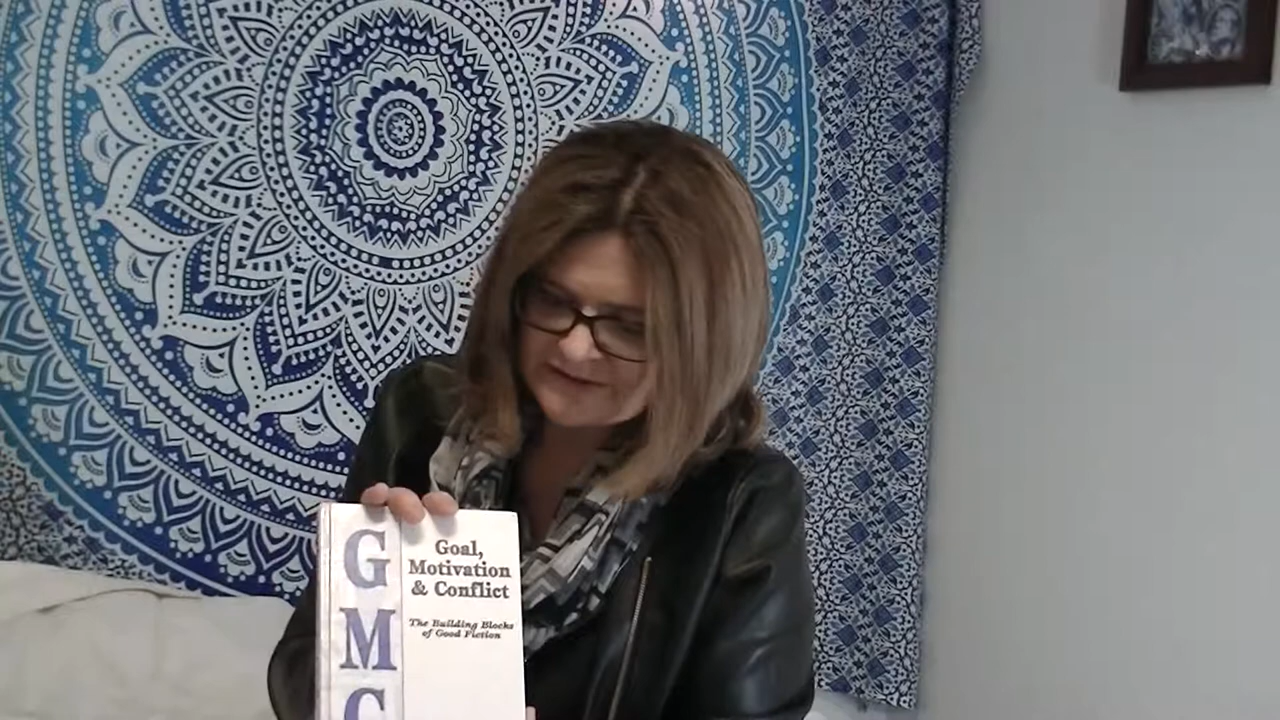 G
M
C
Goal,
Motivation
& Conflict
The Building Blocks
of Good Fiction